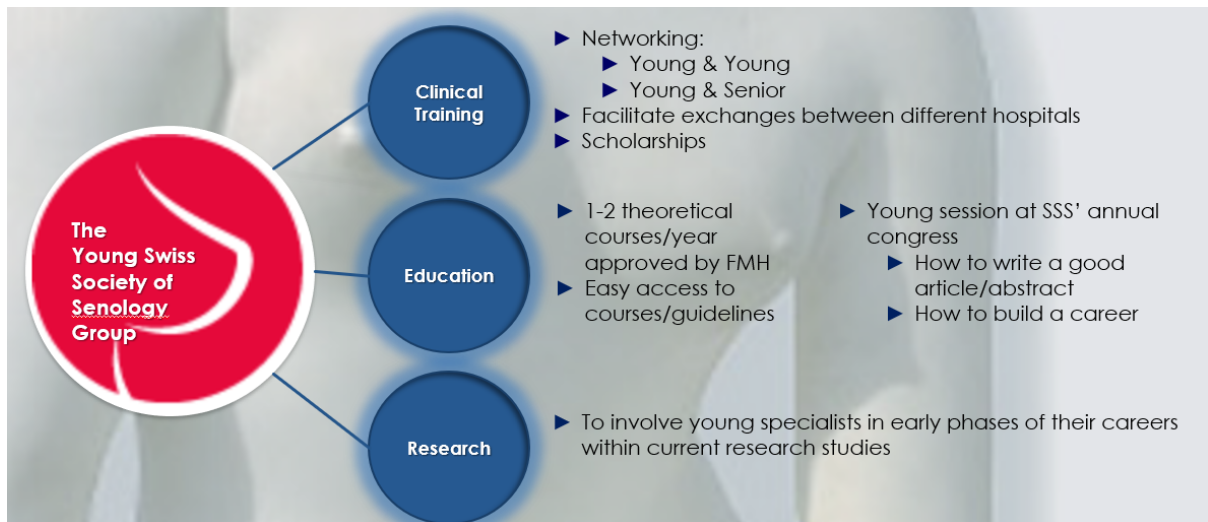 The
Young Swiss
Society of
Senology
Group
Clinical
Training
► Networking:
► Young & Young
► Young & Senior
► Facilitate exchanges between different hospitals
► Scholarships
Education
► 1-2 theoretical
courses/year
approved by FMH
► Easy access to
courses/guidelines
► Young session at SSS’ annual
congress
► How to write a good
article/abstract
► How to build a career
Research
► To involve young specialists in early phases of their careers
within current research studies